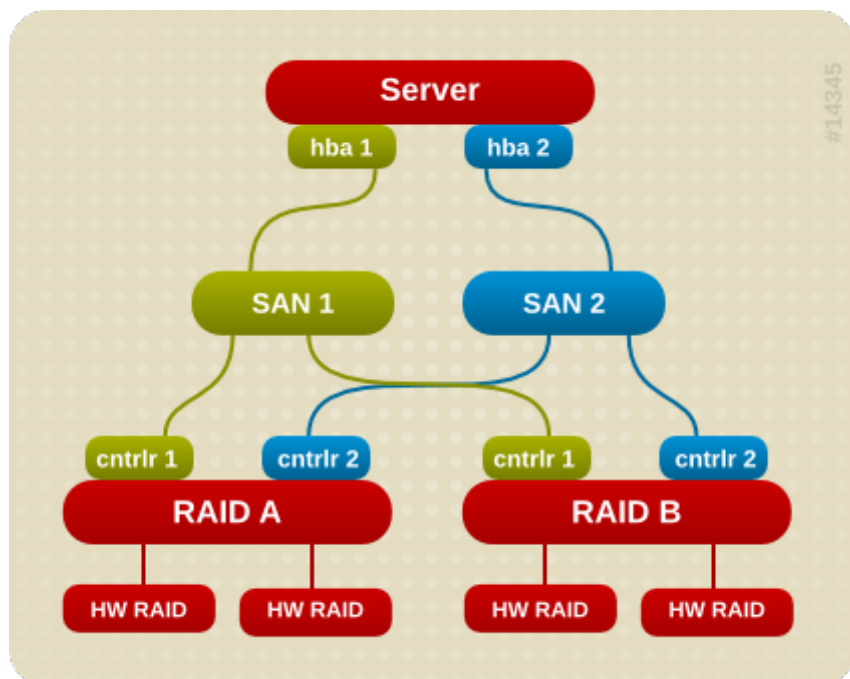 Server
#14345
hba 1
hba 2
SAN 1
SAN 2
cntrlr 1
cntrlr 2
cntrlr 1
cntrlr 2
RAID A
RAID B
HW RAID
HW RAID
HW RAID
HW RAID